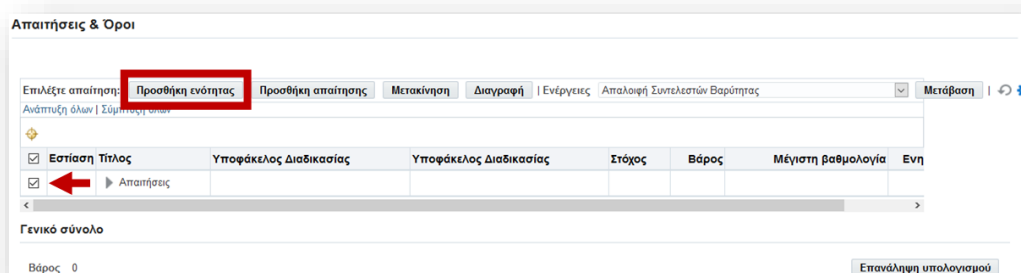 Απαιτήσεις & Όροι
Επιλέξτε απαίτηση: Προσθήκη ενότητας Προσθήκη απαίτησης Μετακίνηση Διαγραφή | Ενέργειες Απαλοιφή Συντελεστών Βαρύτητας Μετάβαση |
Ανάπτυξη όλων | Σύμπτυξη όλων
Εστίαση Τίτλος Υποφάκελος Διαδικασίας Υποφάκελος Διαδικασίας Στόχος Βάρος Μέγιστη βαθμολογία Ενη
Απαιτήσεις
Γενικό σύνολο
Βάρος 0 Επανάληψη υπολογισμού